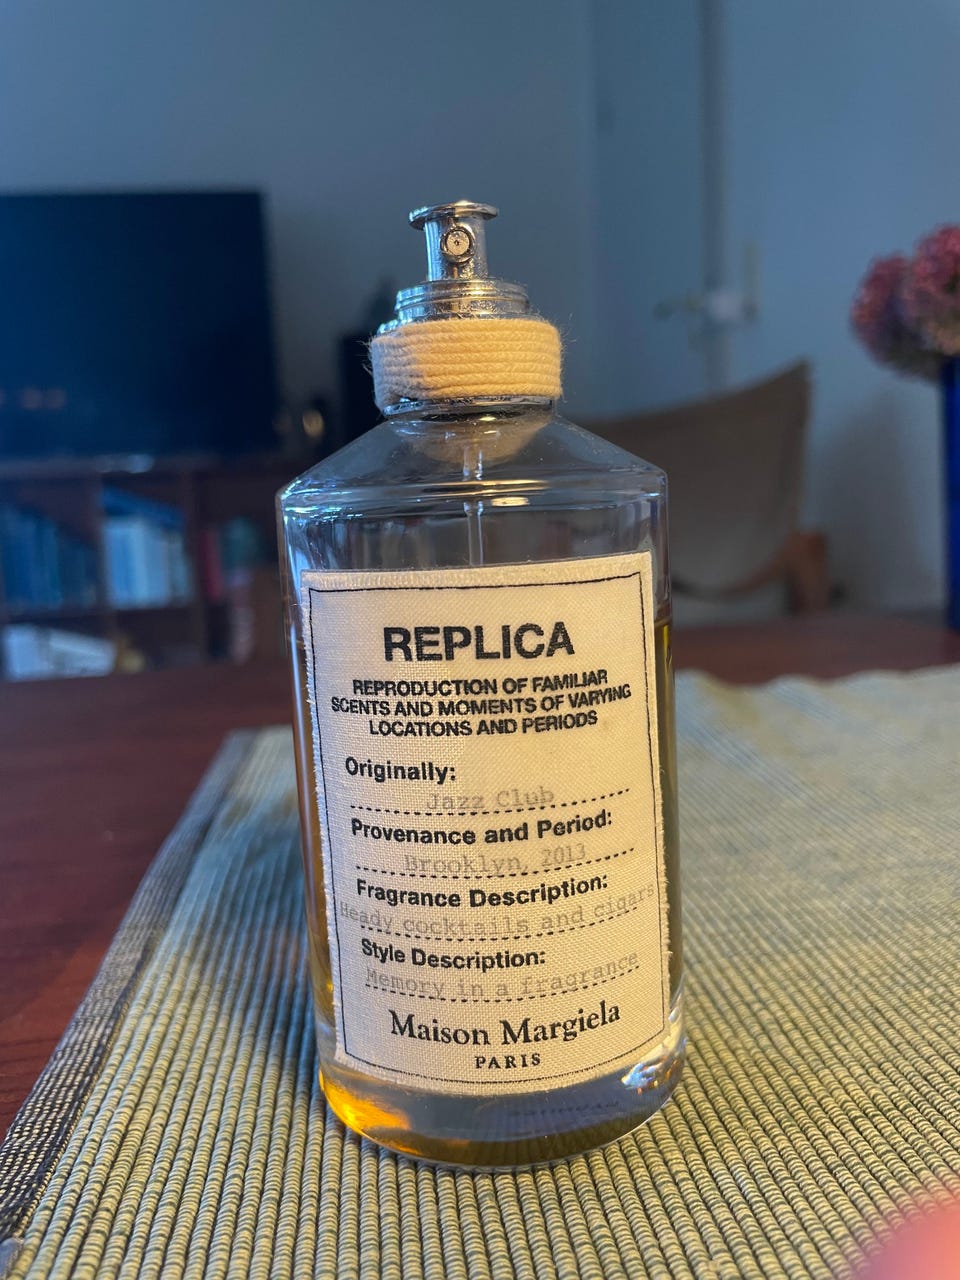 REPLICA
REPRODUCTION OF FAMILIAR
SCENTS AND MOMENTS OF VARYING
LOCATIONS AND PERIODS
Originally:
Jazz Club
Provenance and Period:
Brooklyn, 2013
Fragrance Description:
Heady cocktails and cigars
Style Description:
Memory in a fragrance
Maison Margiela
PARIS